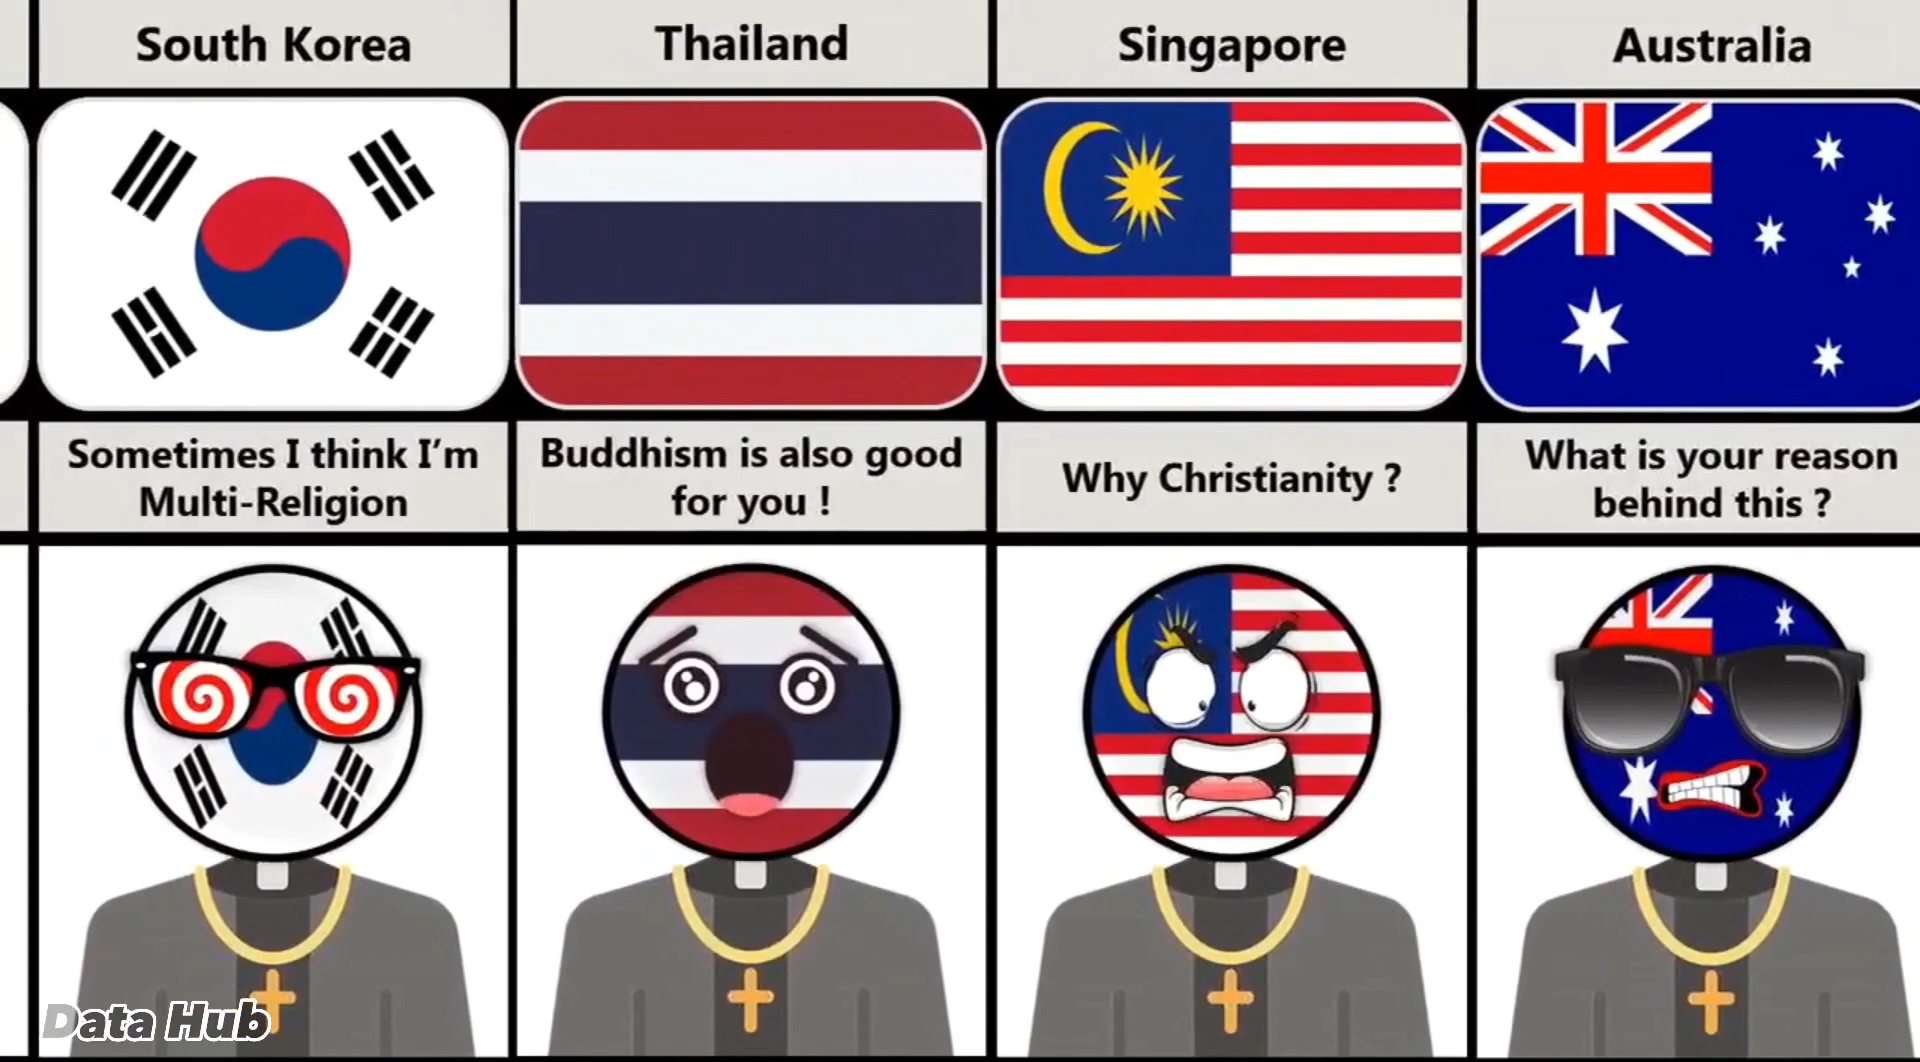 South Korea
Thailand
Singapore
Australia
Sometimes I think I'm
Multi-Religion
Buddhism is also good
for you !
Why Christianity ?
What is your reason
behind this ?
Data Hub